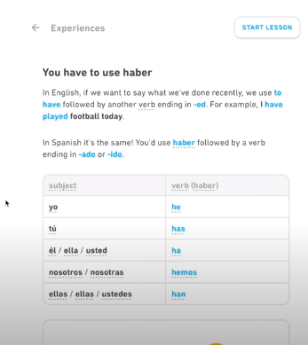 ← Experiences
START LESSON
You have to use haber
In English, if we want to say what we've done recently, we use to
have followed by another verb ending in -ed. For example, I have
played football today.
In Spanish it's the same! You'd use haber followed by a verb
ending in -ado or -ido.
subject verb (haber)
yo he
tú has
él / ella / usted ha
nosotros / nosotras hemos
ellos / ellas / ustedes han